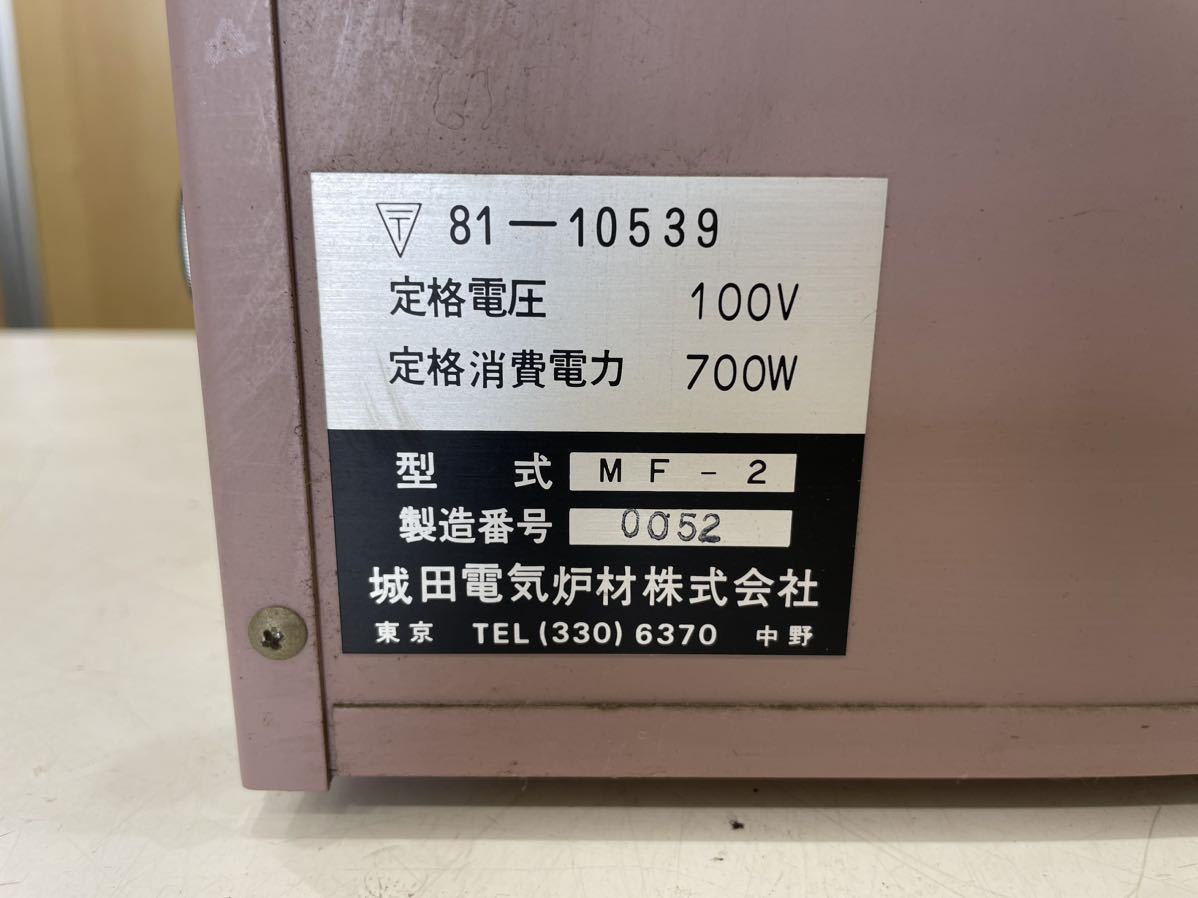 〒 81-10539
定格電圧 100V
定格消費電力 700W
型式 MF-2
製造番号 0052
城田電気炉材株式会社
東京 TEL(330)6370 中野